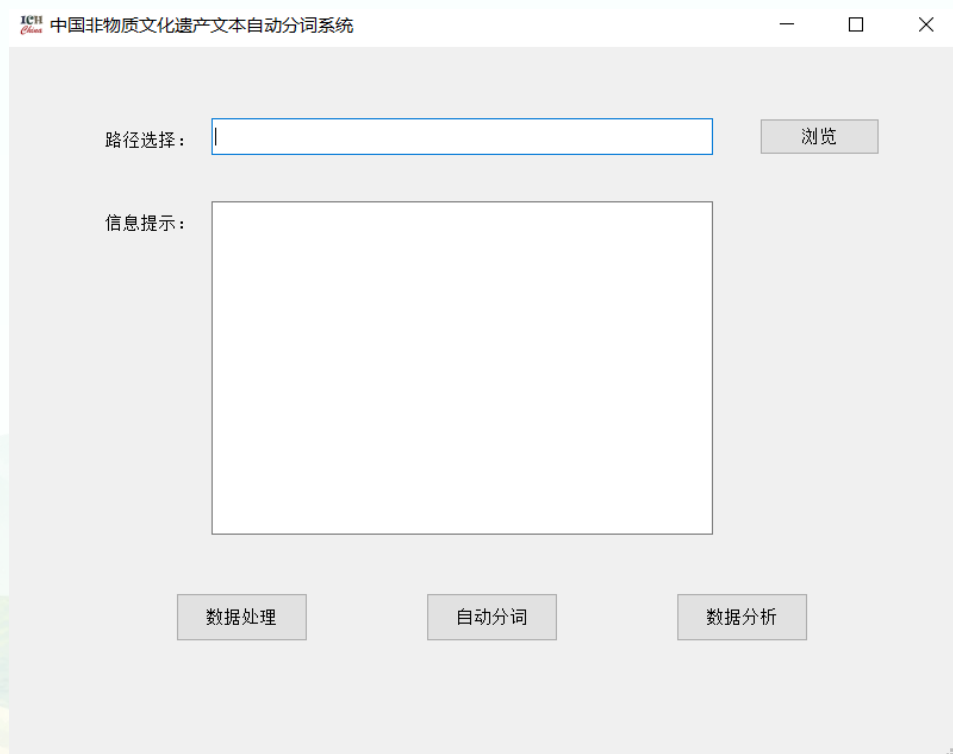 ICH
China
中国非物质文化遗产文本自动分词系统
路径选择：
浏览
信息提示：
数据处理
自动分词
数据分析